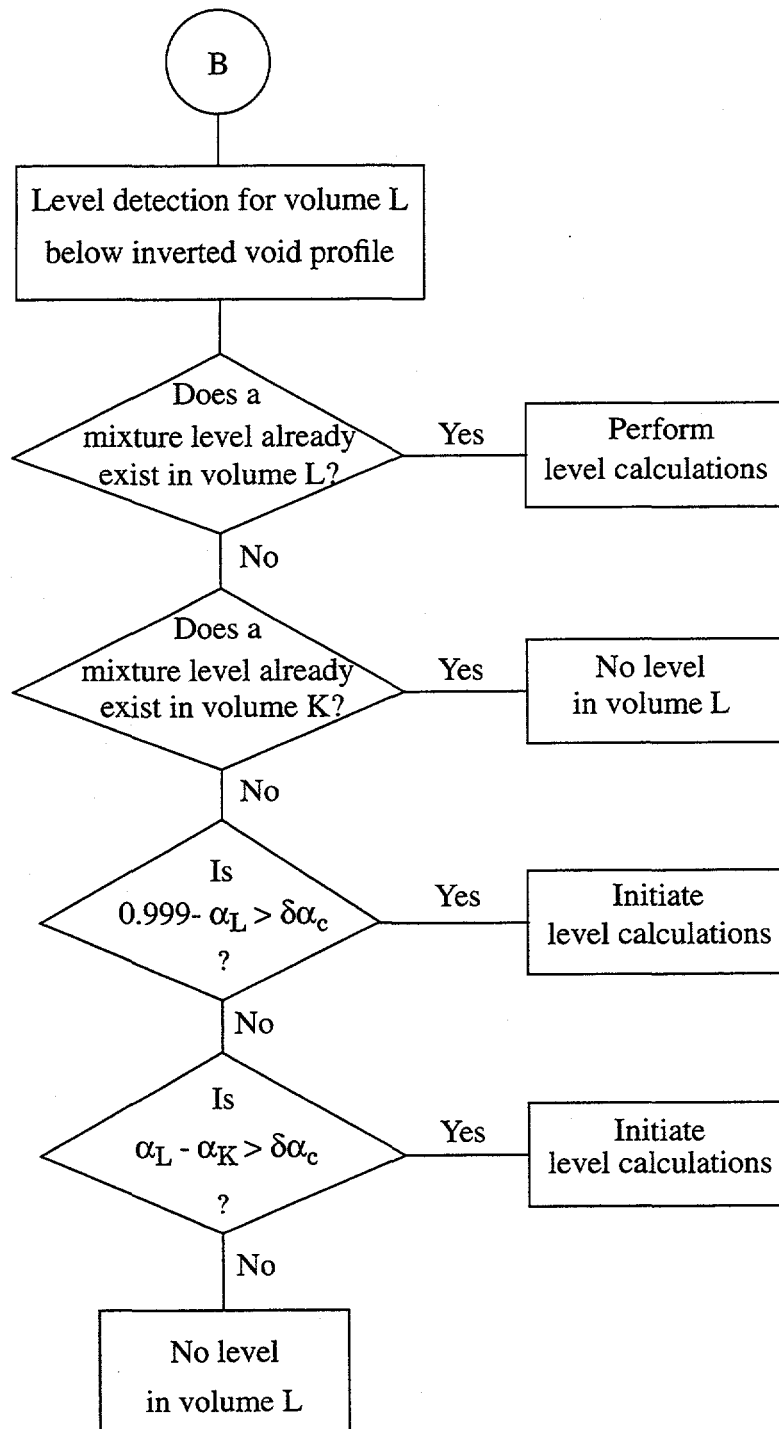 B
Level detection for volume L
below inverted void profile
Does a
mixture level already
exist in volume L?
Yes
Perform
level calculations
No
Does a
mixture level already
exist in volume K?
Yes
No level
in volume L
No
Is
0.999- α_L > δα_c
?
Yes
Initiate
level calculations
No
Is
α_L - α_K > δα_c
?
Yes
Initiate
level calculations
No
No level
in volume L